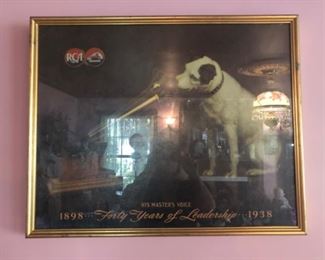 RCA
HIS MASTER'S VOICE
1898 ··· Forty Years of Leadership ··· 1938